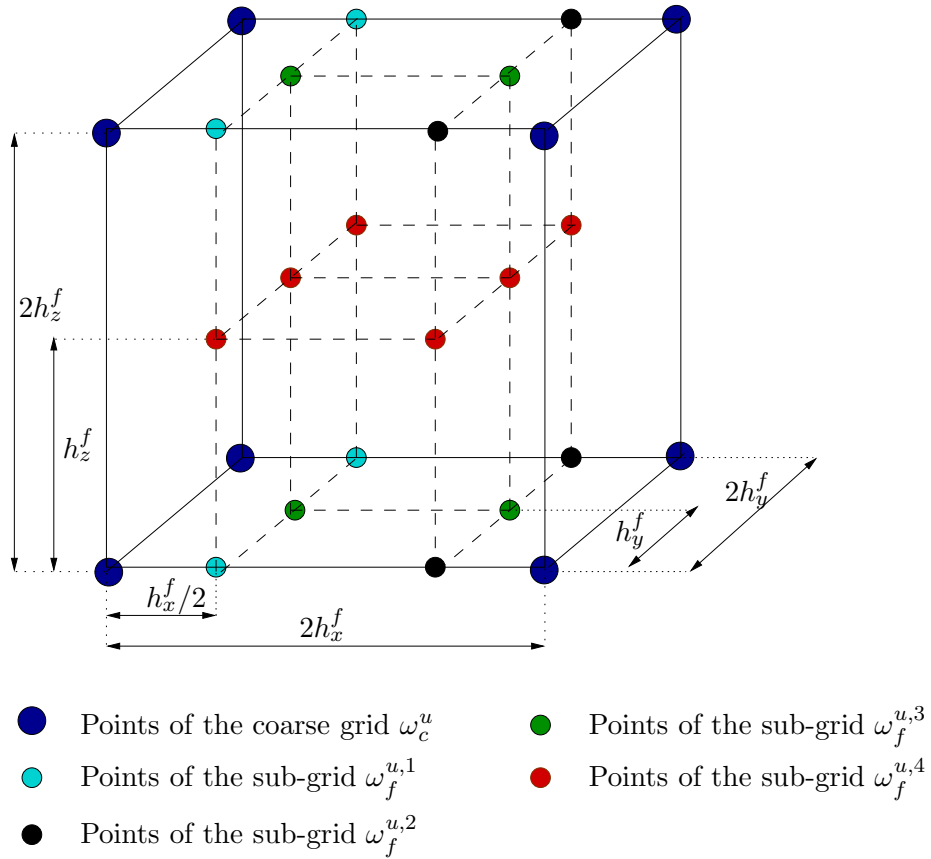 2h_z^f
h_z^f
2h_y^f
h_y^f
h_x^f/2
2h_x^f
Points of the coarse grid ω_c^u
Points of the sub-grid ω_f^{u,3}
Points of the sub-grid ω_f^{u,1}
Points of the sub-grid ω_f^{u,4}
Points of the sub-grid ω_f^{u,2}